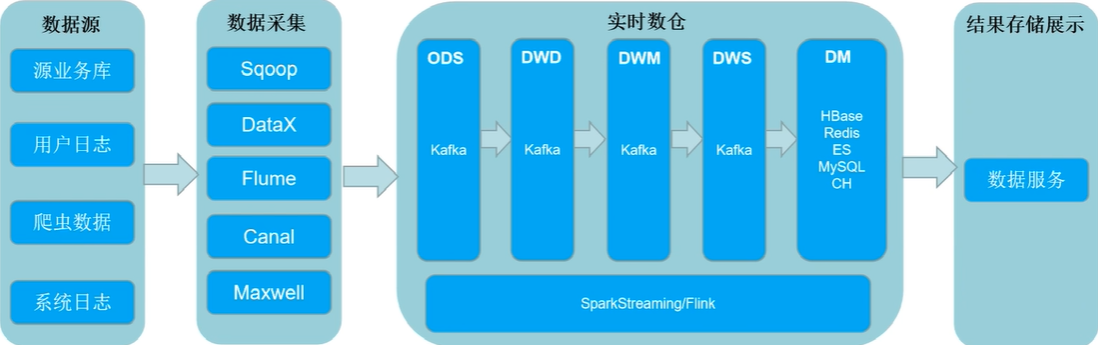 数据源
源业务库
用户日志
爬虫数据
系统日志
数据采集
Sqoop
DataX
Flume
Canal
Maxwell
实时数仓
ODS
Kafka
DWD
Kafka
DWM
Kafka
DWS
Kafka
DM
HBase
Redis
ES
MySQL
CH
SparkStreaming/Flink
结果存储展示
数据服务